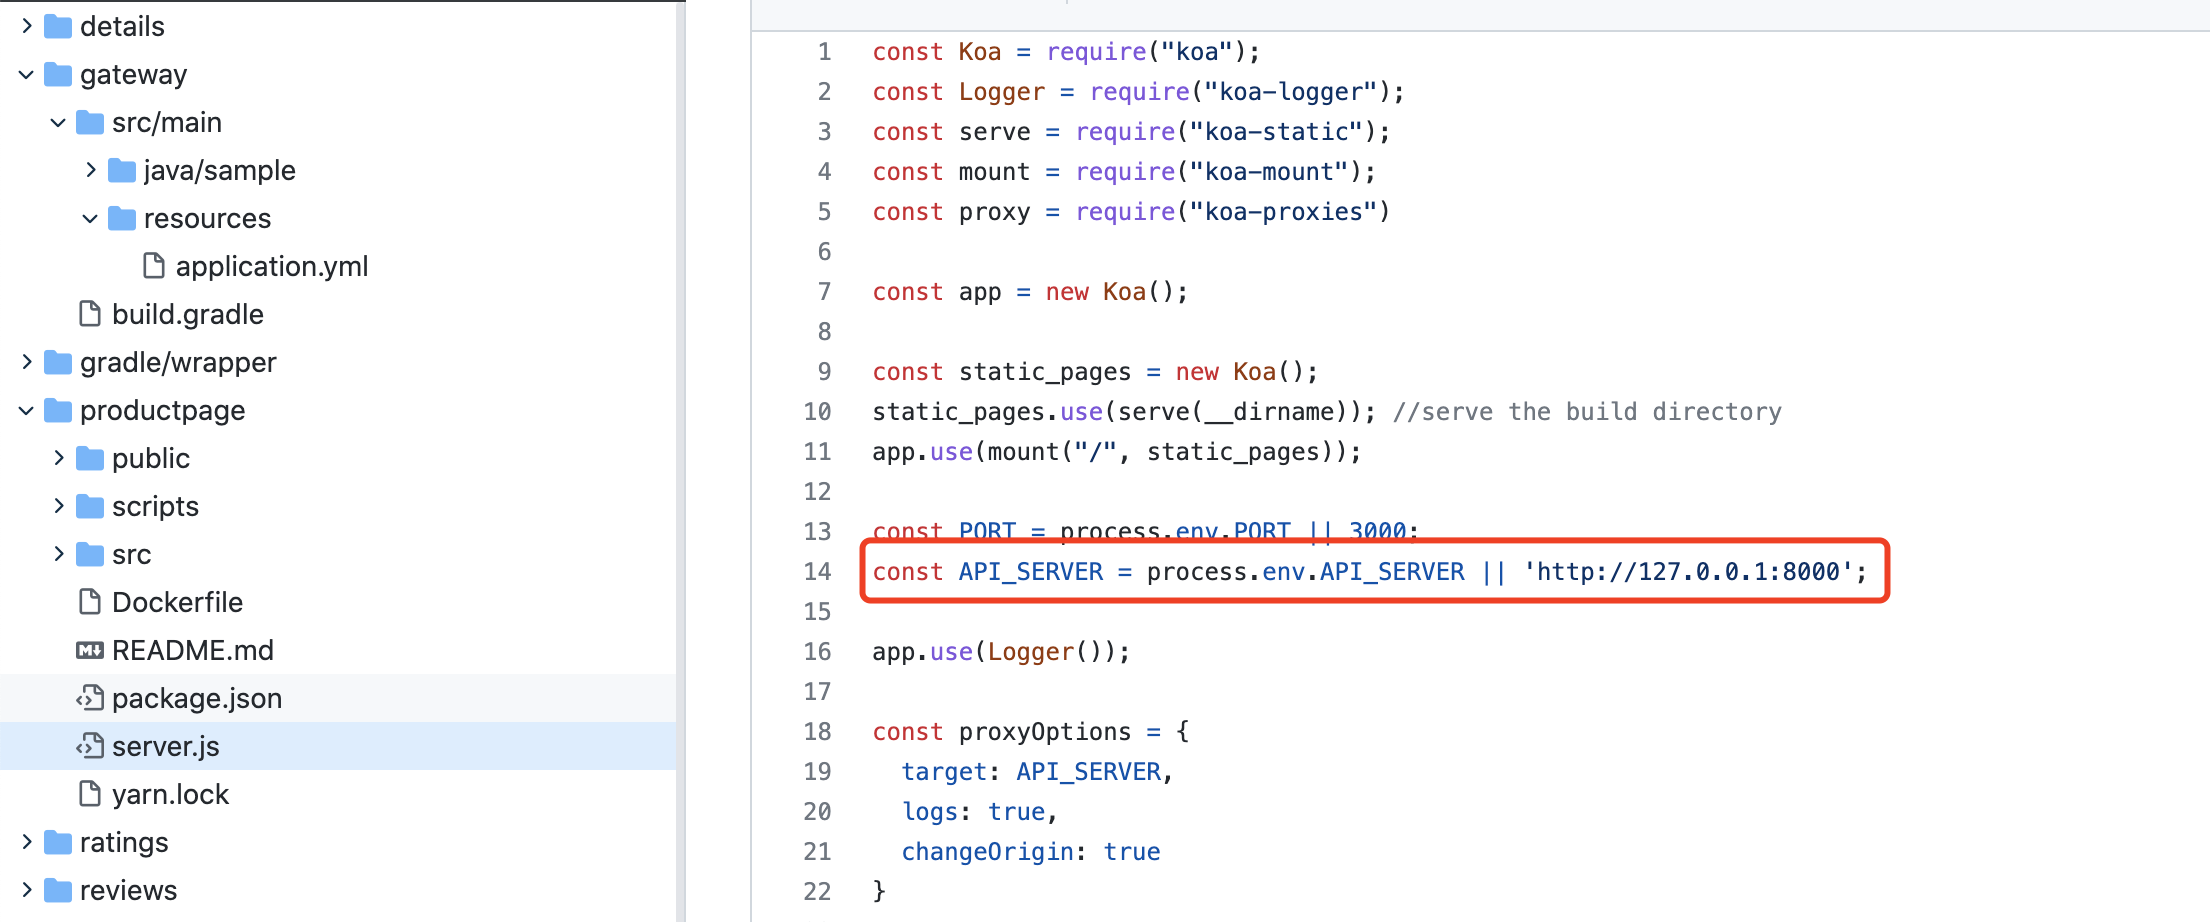 details
gateway
src/main
java/sample
resources
application.yml
build.gradle
gradle/wrapper
productpage
public
scripts
src
Dockerfile
README.md
package.json
server.js
yarn.lock
ratings
reviews
1 const Koa = require("koa");
2 const Logger = require("koa-logger");
3 const serve = require("koa-static");
4 const mount = require("koa-mount");
5 const proxy = require("koa-proxies")
6
7 const app = new Koa();
8
9 const static_pages = new Koa();
10 static_pages.use(serve(__dirname)); //serve the build directory
11 app.use(mount("/", static_pages));
12
13 const PORT = process.env.PORT || 3000;
14 const API_SERVER = process.env.API_SERVER || 'http://127.0.0.1:8000';
15
16 app.use(Logger());
17
18 const proxyOptions = {
19   target: API_SERVER,
20   logs: true,
21   changeOrigin: true
22 }